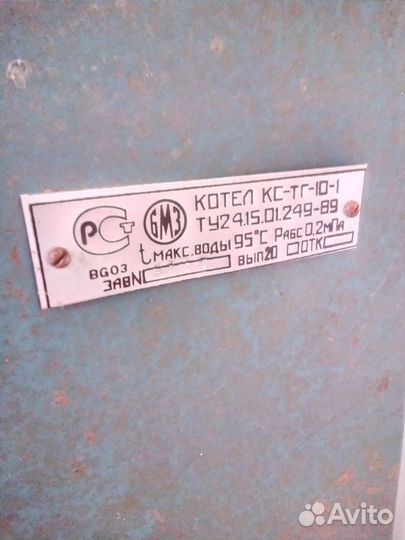 РСТ БМЗ КОТЕЛ КС-ТГ-10-1
ТУ24.15.01.249-89
t МАКС.ВОДЫ 95°С РАБС 0,2МПА
BG03
ЗАВN ВЫП20 ОТК
Avito